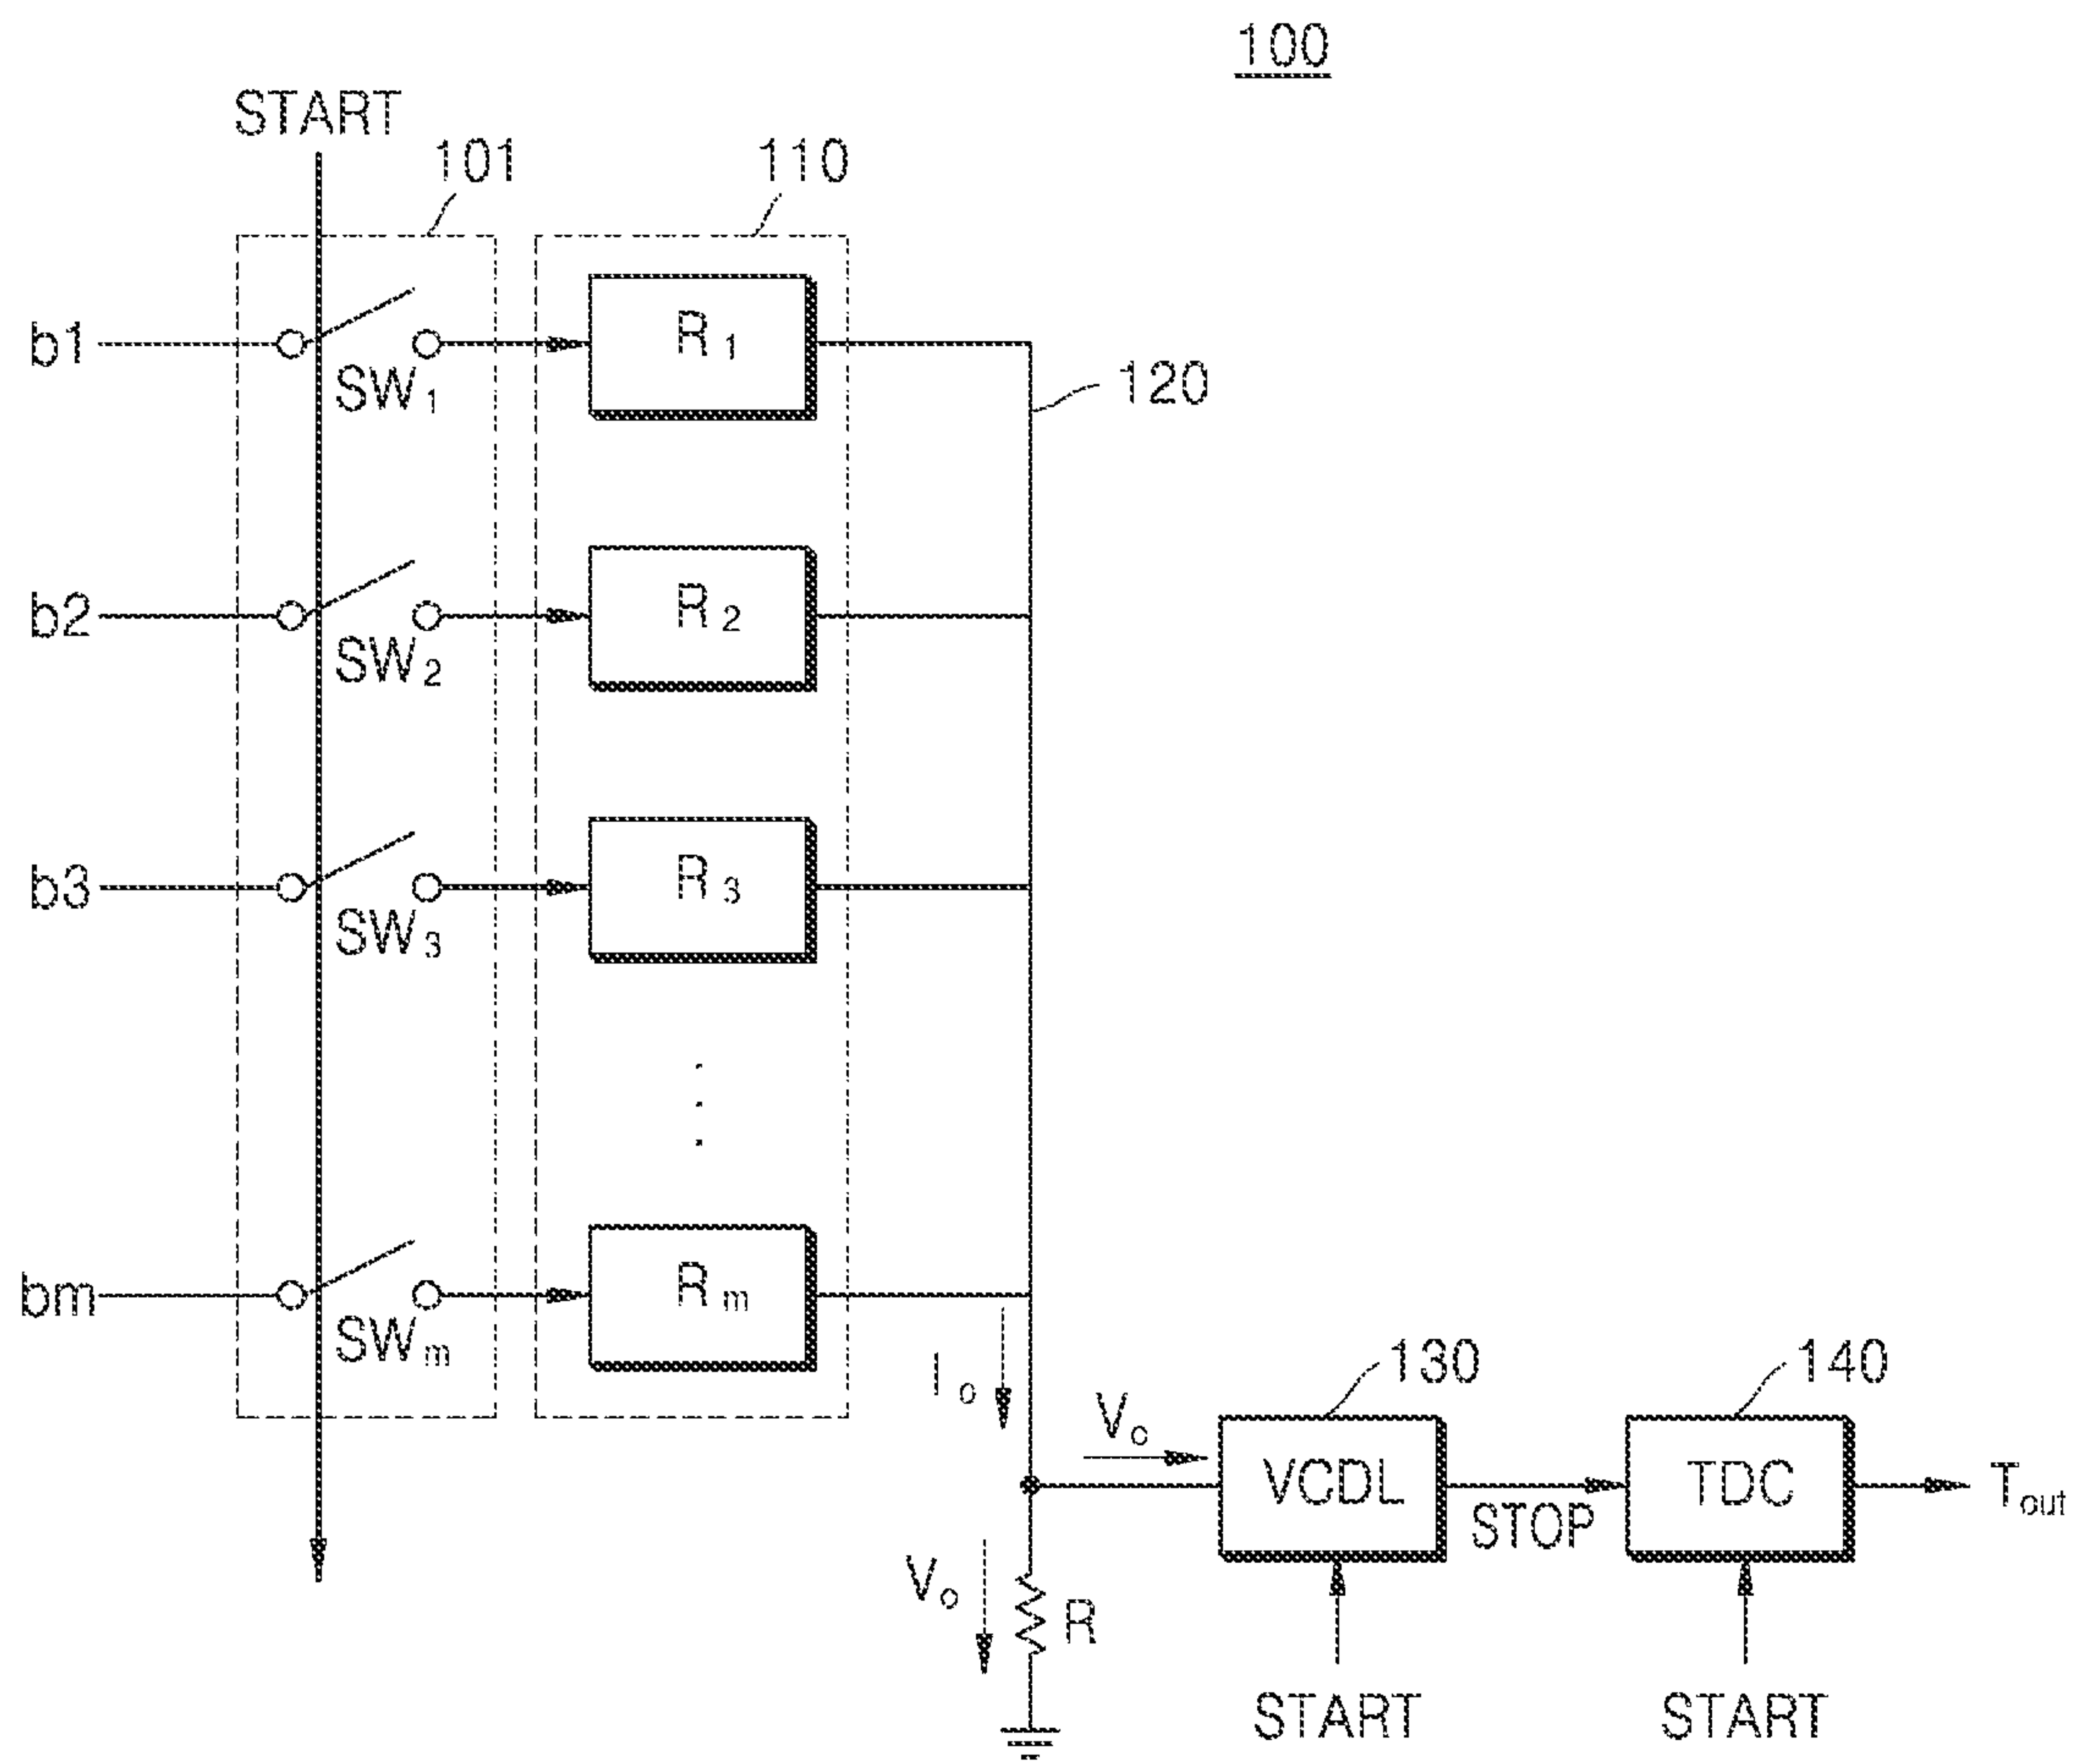 100
START
101
110
b1
SW1
R1
120
b2
SW2
R2
b3
SW3
R3
bm
SWm
Rm
Io
Vo
130
140
VCDL
STOP
TDC
Tout
Vo
R
START
START